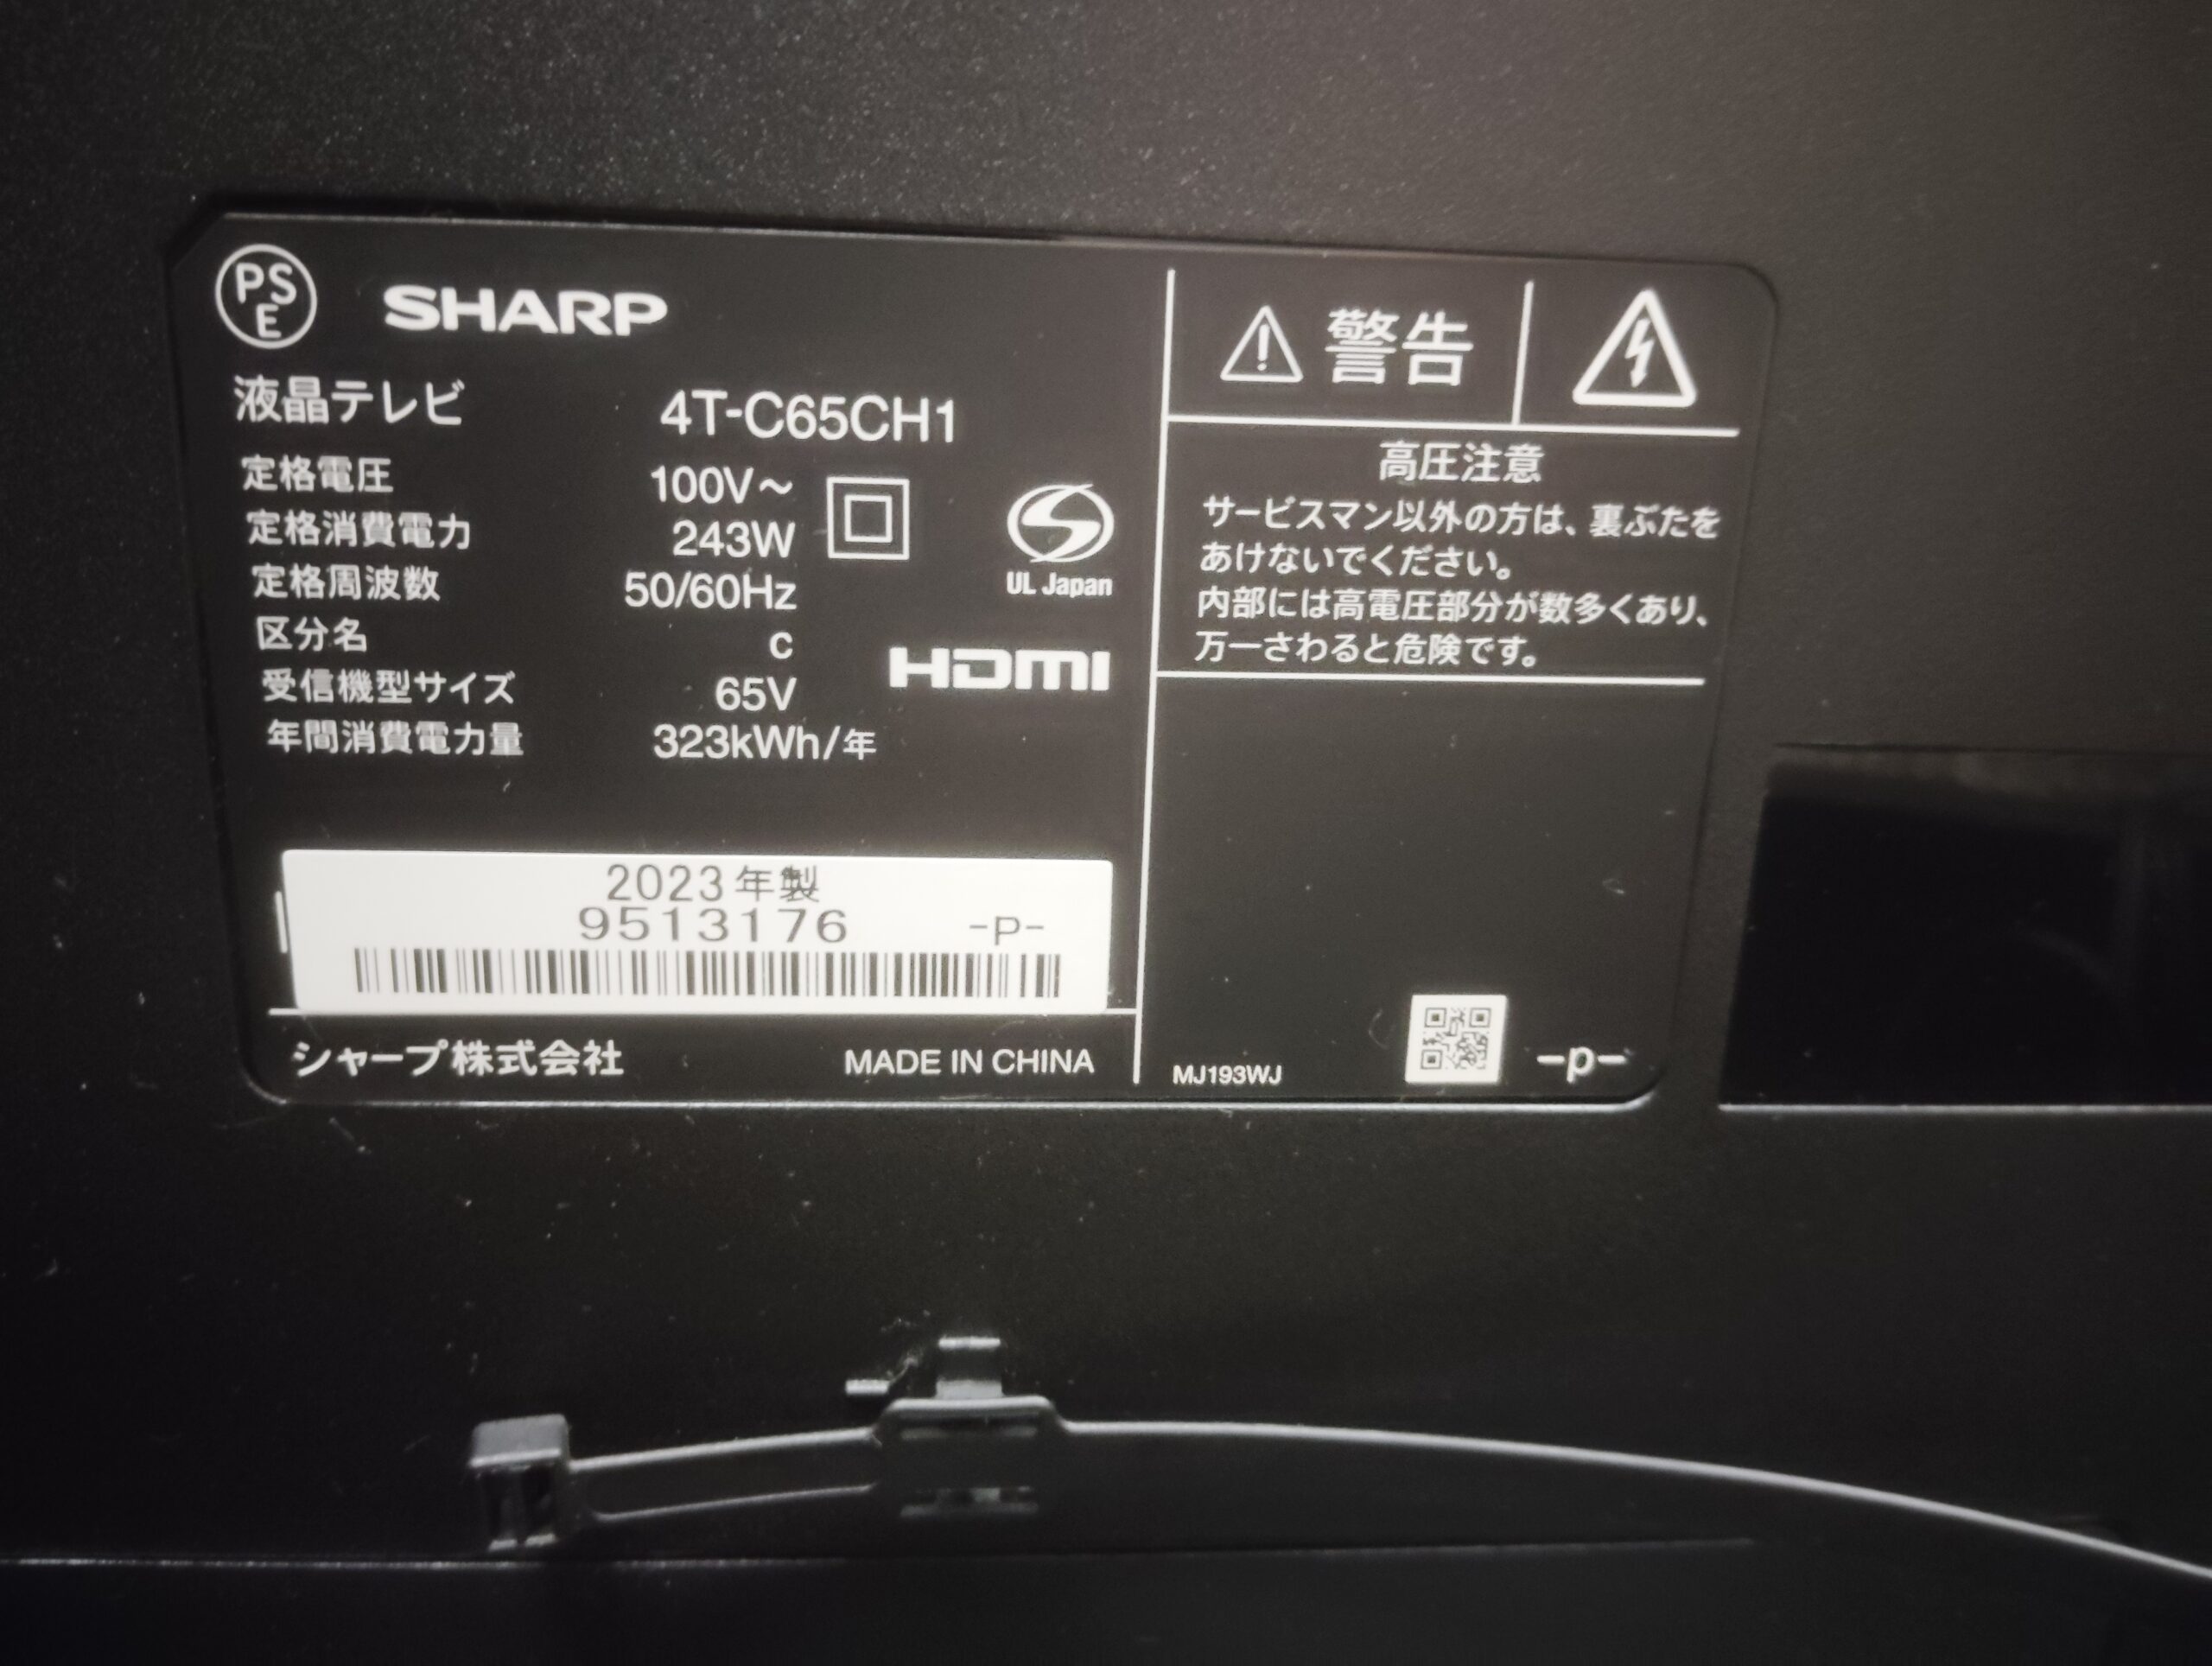 PSE
SHARP
液晶テレビ 4T-C65CH1
定格電圧 100V～
定格消費電力 243W
定格周波数 50/60Hz
区分名 c
受信機型サイズ 65V
年間消費電力量 323kWh/年
UL Japan
HDMI
2023年製
9513176 -P-
シャープ株式会社 MADE IN CHINA
警告
高圧注意
サービスマン以外の方は、裏ぶたを
あけないでください。
内部には高電圧部分が数多くあり、
万一さわると危険です。
MJ193WJ -p-